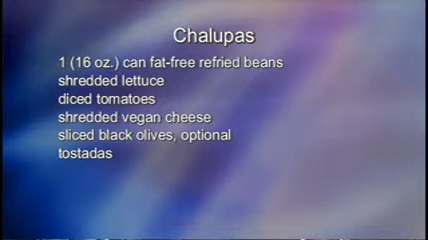 Chalupas
1 (16 oz.) can fat-free refried beans
shredded lettuce
diced tomatoes
shredded vegan cheese
sliced black olives, optional
tostadas